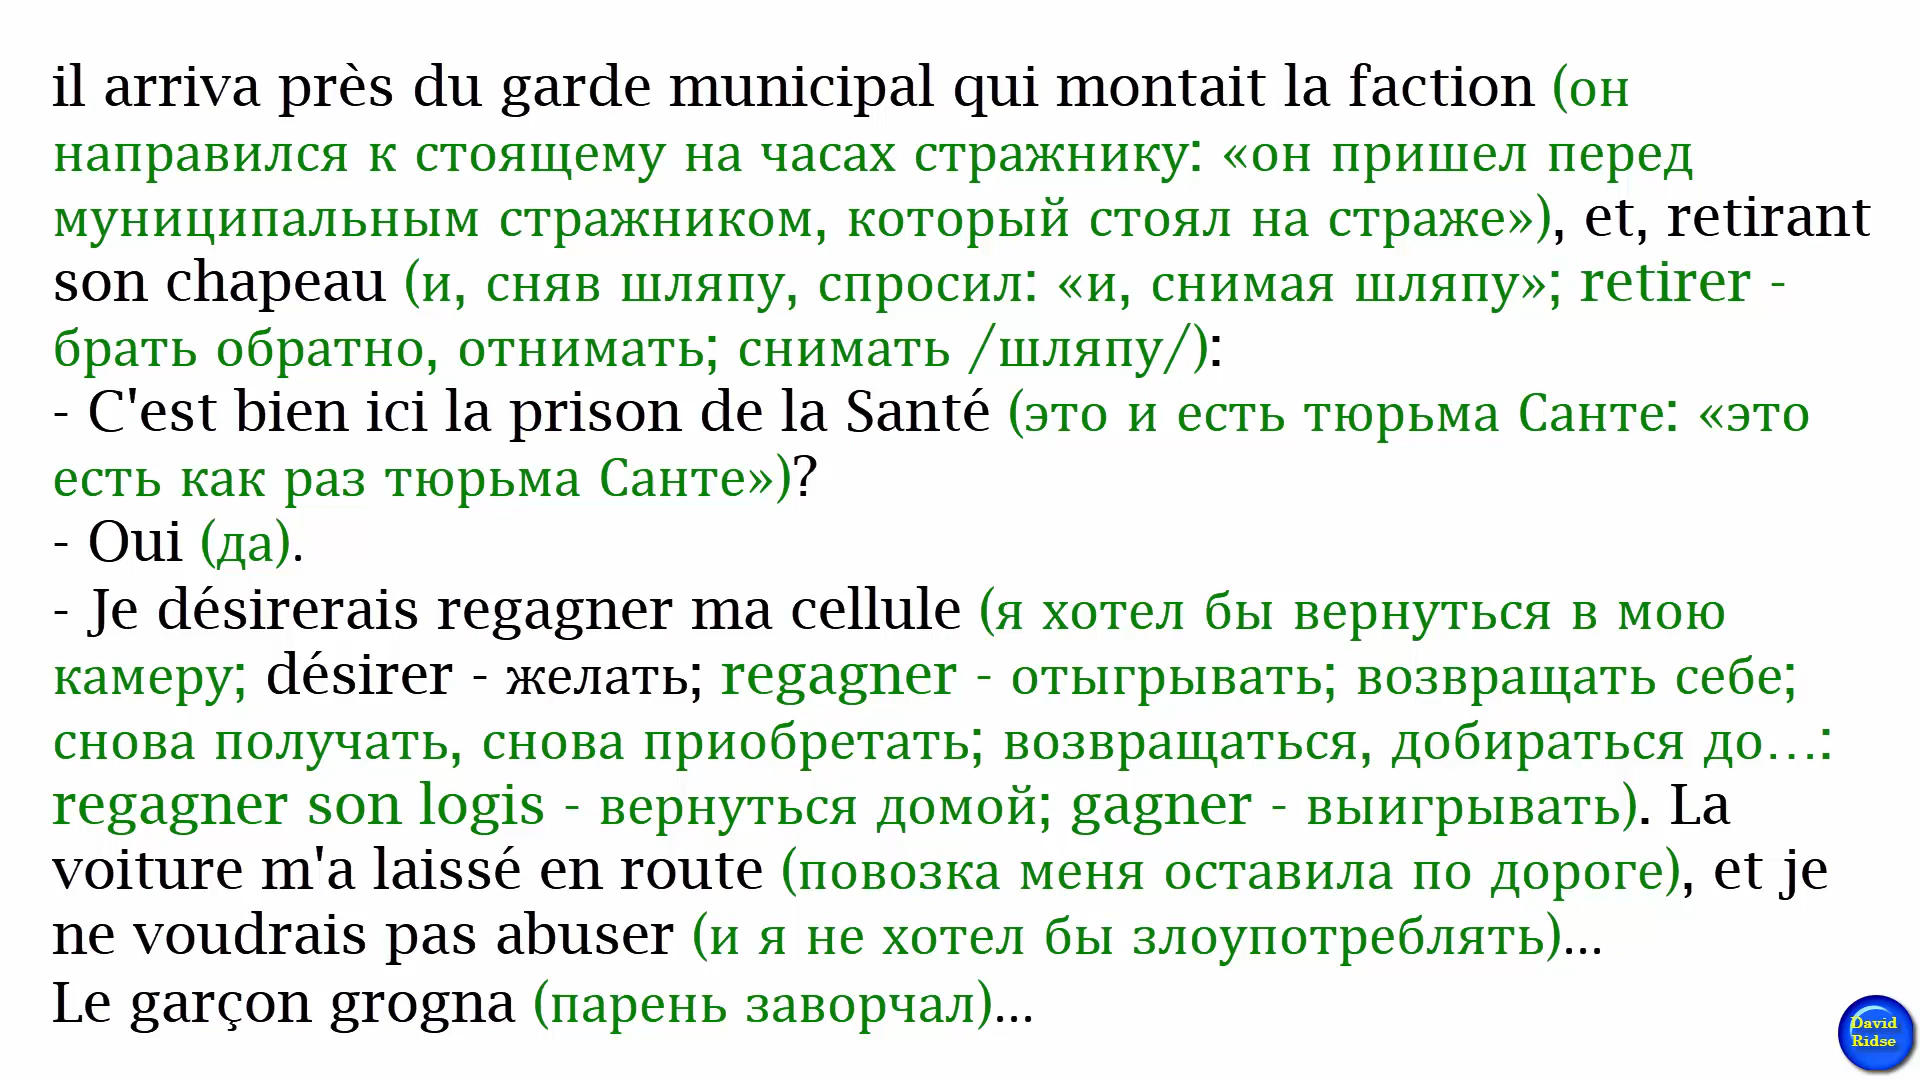 il arriva près du garde municipal qui montait la faction (он
направился к стоящему на часах стражнику: «он пришел перед
муниципальным стражником, который стоял на страже»), et, retirant
son chapeau (и, сняв шляпу, спросил: «и, снимая шляпу»; retirer -
брать обратно, отнимать; снимать /шляпу/):
- C'est bien ici la prison de la Santé (это и есть тюрьма Санте: «это
есть как раз тюрьма Санте»)?
- Oui (да).
- Je désirerais regagner ma cellule (я хотел бы вернуться в мою
камеру; désirer - желать; regagner - отыгрывать; возвращать себе;
снова получать, снова приобретать; возвращаться, добираться до…:
regagner son logis - вернуться домой; gagner - выигрывать). La
voiture m'a laissé en route (повозка меня оставила по дороге), et je
ne voudrais pas abuser (и я не хотел бы злоупотреблять)...
Le garçon grogna (парень заворчал)...
David
Ridse